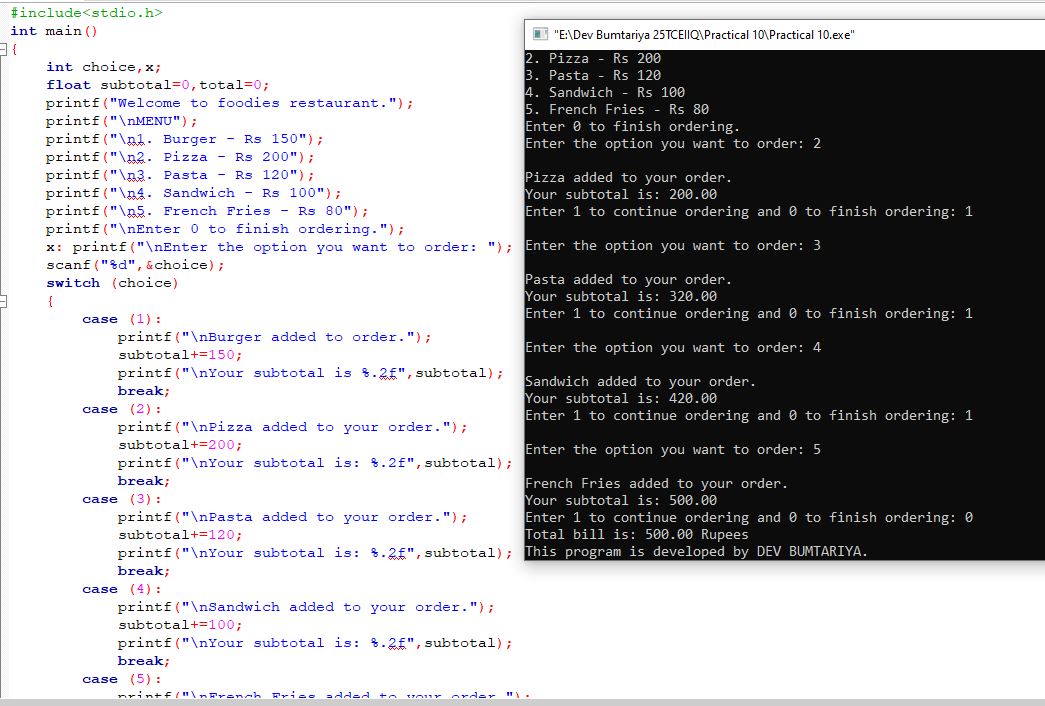 #include<stdio.h>
int main()
{
int choice,x;
float subtotal=0,total=0;
printf("Welcome to foodies restaurant.");
printf("\nMENU");
printf("\n1. Burger - Rs 150");
printf("\n2. Pizza - Rs 200");
printf("\n3. Pasta - Rs 120");
printf("\n4. Sandwich - Rs 100");
printf("\n5. French Fries - Rs 80");
printf("\nEnter 0 to finish ordering.");
x: printf("\nEnter the option you want to order: ");
scanf("%d",&choice);
switch (choice)
{
case (1):
printf("\nBurger added to order.");
subtotal+=150;
printf("\nYour subtotal is %.2f",subtotal);
break;
case (2):
printf("\nPizza added to your order.");
subtotal+=200;
printf("\nYour subtotal is: %.2f",subtotal);
break;
case (3):
printf("\nPasta added to your order.");
subtotal+=120;
printf("\nYour subtotal is: %.2f",subtotal);
break;
case (4):
printf("\nSandwich added to your order.");
subtotal+=100;
printf("\nYour subtotal is: %.2f",subtotal);
break;
case (5):
printf("\nFrench Fries added to your order.");
"E:\Dev Bumtariya 25TCEIIQ\Practical 10\Practical 10.exe"
2. Pizza - Rs 200
3. Pasta - Rs 120
4. Sandwich - Rs 100
5. French Fries - Rs 80
Enter 0 to finish ordering.
Enter the option you want to order: 2
Pizza added to your order.
Your subtotal is: 200.00
Enter 1 to continue ordering and 0 to finish ordering: 1
Enter the option you want to order: 3
Pasta added to your order.
Your subtotal is: 320.00
Enter 1 to continue ordering and 0 to finish ordering: 1
Enter the option you want to order: 4
Sandwich added to your order.
Your subtotal is: 420.00
Enter 1 to continue ordering and 0 to finish ordering: 1
Enter the option you want to order: 5
French Fries added to your order.
Your subtotal is: 500.00
Enter 1 to continue ordering and 0 to finish ordering: 0
Total bill is: 500.00 Rupees
This program is developed by DEV BUMTARIYA.